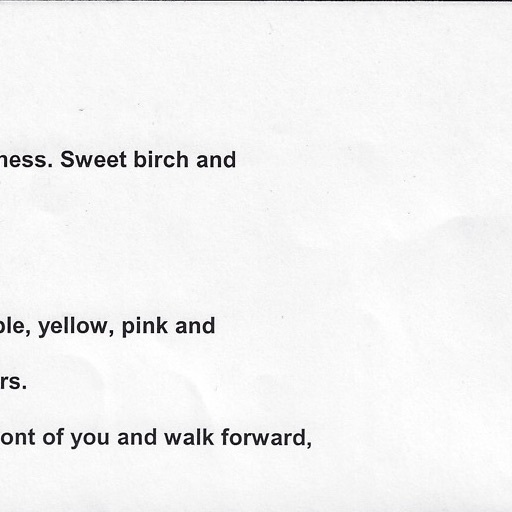 ness. Sweet birch and
ple, yellow, pink and
rs.
ont of you and walk forward,